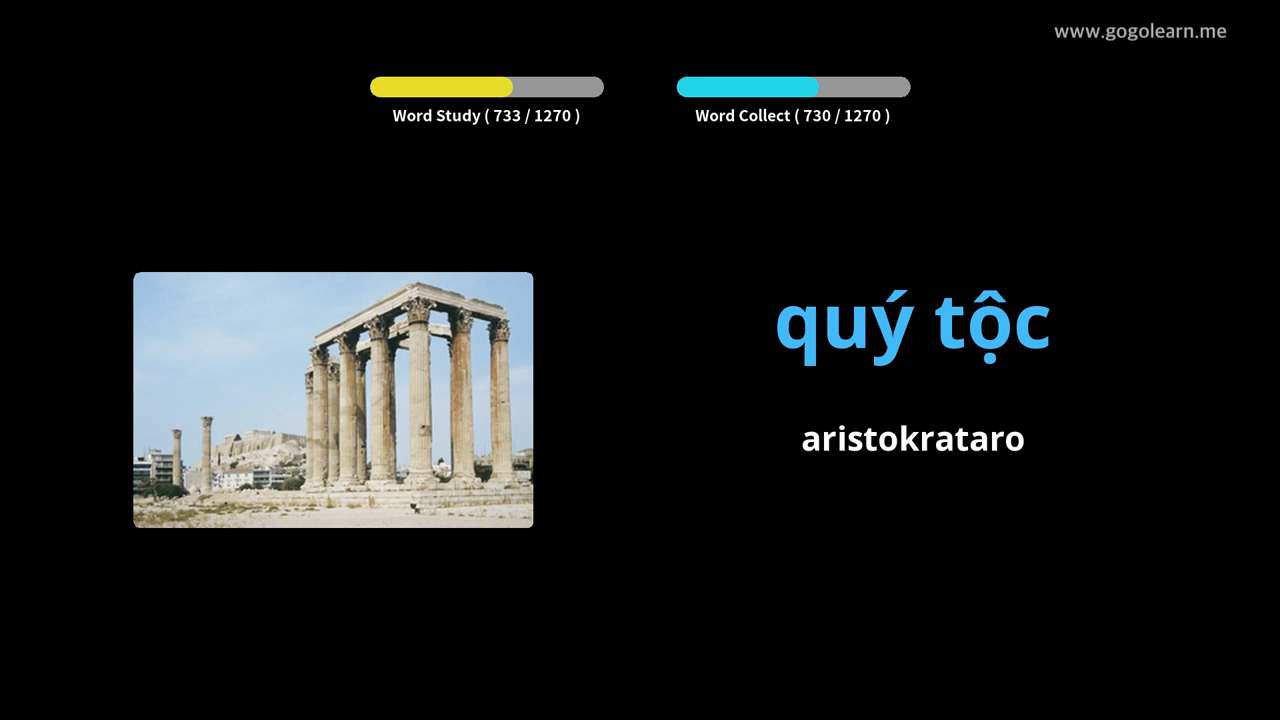 www.gogolearn.me
Word Study ( 733 / 1270 )
Word Collect ( 730 / 1270 )
quý tộc
aristokrataro